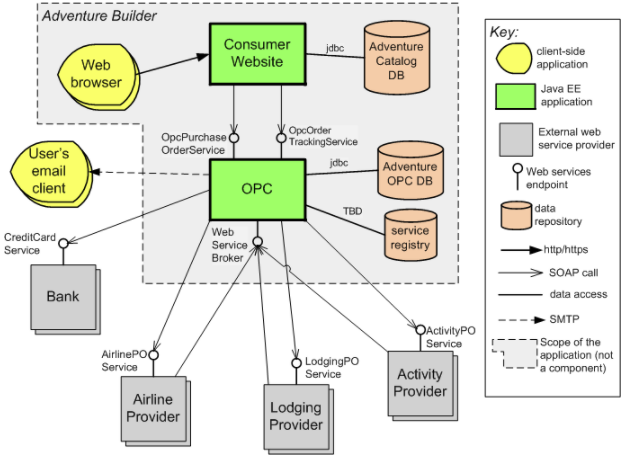 Adventure Builder
Web
browser
Consumer
Website
jdbc
Adventure
Catalog
DB
OpcPurchase
OrderService
OpcOrder
TrackingService
User's
email
client
OPC
jdbc
Adventure
OPC DB
TBD
service
registry
Web
Service
Broker
CreditCard
Service
Bank
AirlinePO
Service
Airline
Provider
LodgingPO
Service
Lodging
Provider
ActivityPO
Service
Activity
Provider
Key:
client-side
application
Java EE
application
External web
service provider
Web services
endpoint
data
repository
http/https
SOAP call
data access
SMTP
Scope of the
application (not
a component)